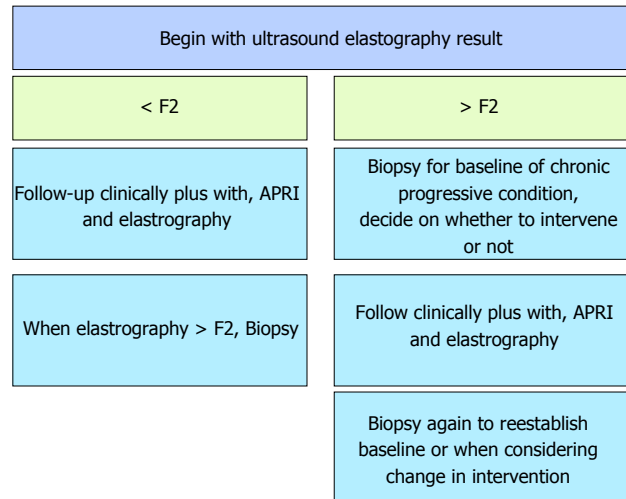 Begin with ultrasound elastography result
< F2
> F2
Follow-up clinically plus with, APRI
and elastrography
Biopsy for baseline of chronic
progressive condition,
decide on whether to intervene
or not
When elastrography > F2, Biopsy
Follow clinically plus with, APRI
and elastrography
Biopsy again to reestablish
baseline or when considering
change in intervention